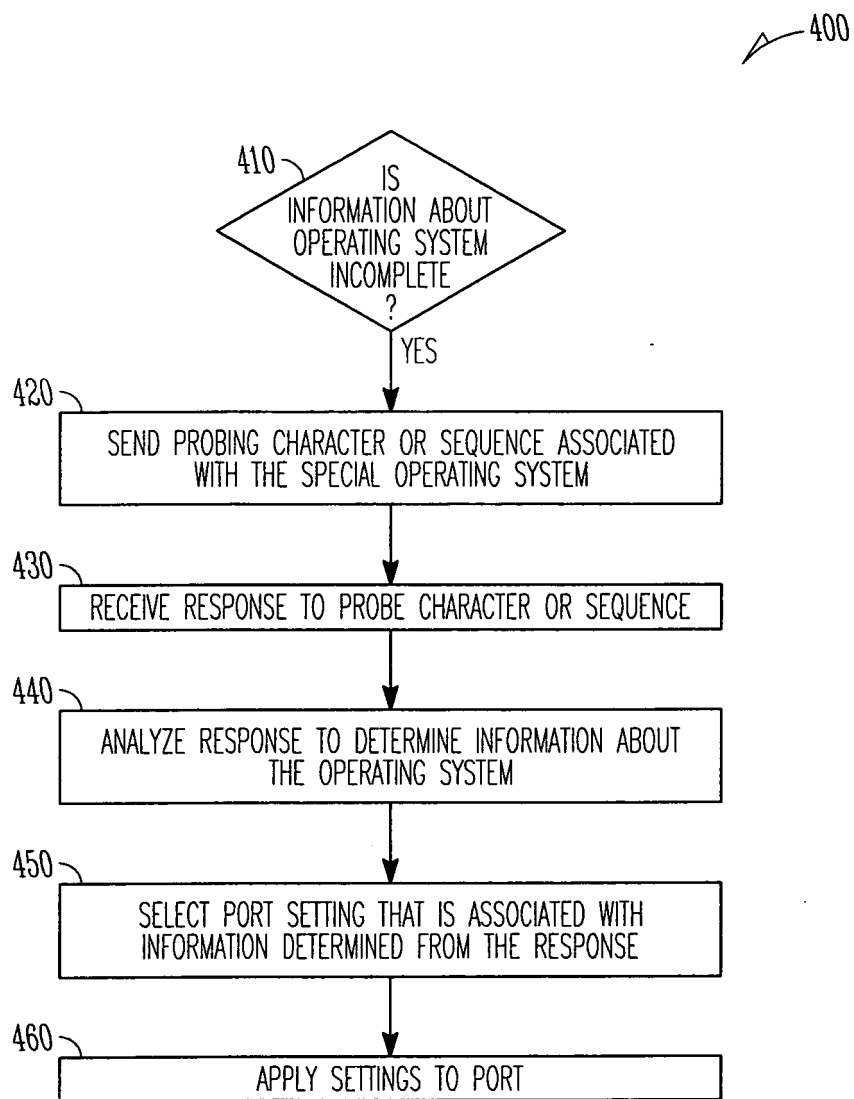 400
410
IS
INFORMATION ABOUT
OPERATING SYSTEM
INCOMPLETE
?
YES
420
SEND PROBING CHARACTER OR SEQUENCE ASSOCIATED
WITH THE SPECIAL OPERATING SYSTEM
430
RECEIVE RESPONSE TO PROBE CHARACTER OR SEQUENCE
440
ANALYZE RESPONSE TO DETERMINE INFORMATION ABOUT
THE OPERATING SYSTEM
450
SELECT PORT SETTING THAT IS ASSOCIATED WITH
INFORMATION DETERMINED FROM THE RESPONSE
460
APPLY SETTINGS TO PORT